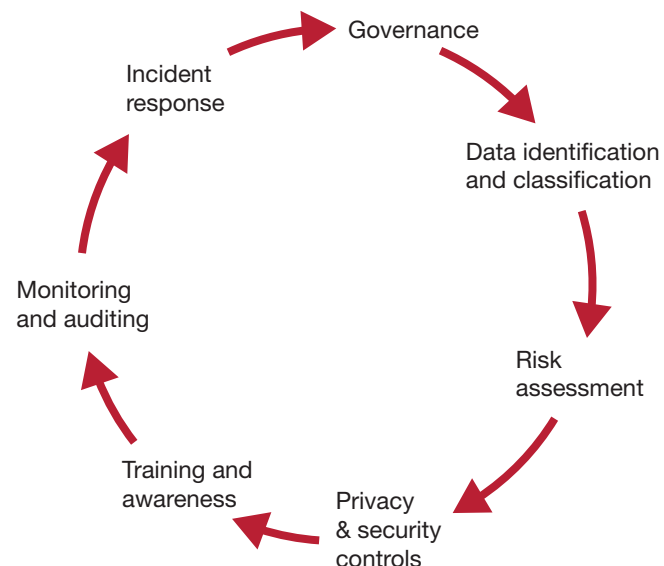 Governance
Data identification
and classification
Risk
assessment
Privacy
& security
controls
Training and
awareness
Monitoring
and auditing
Incident
response